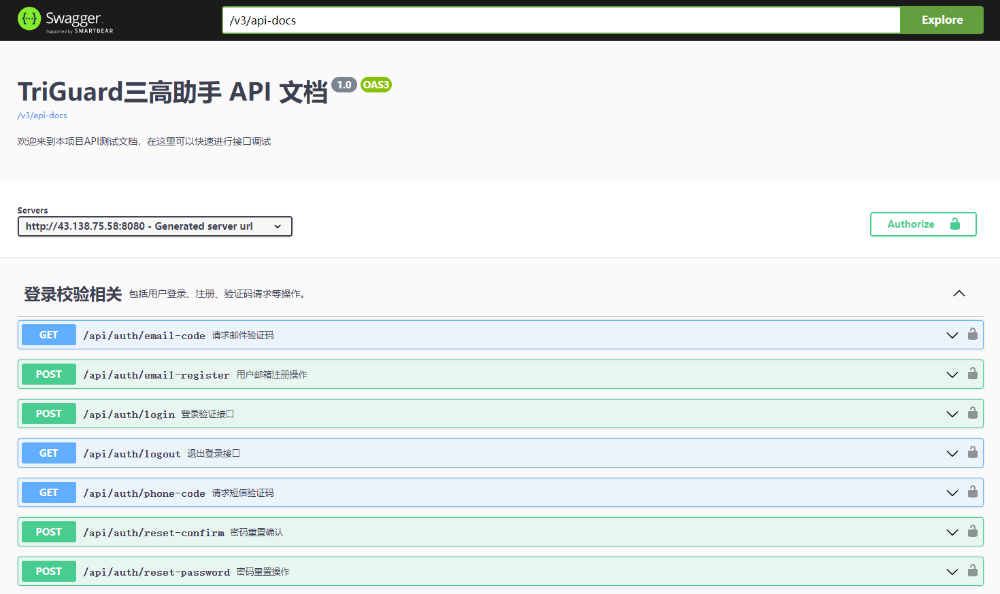 Swagger
Supported by SMARTBEAR
/v3/api-docs
Explore
TriGuard三高助手 API 文档 1.0 OAS3
/v3/api-docs
欢迎来到本项目API测试文档，在这里可以快速进行接口调试
Servers
http://43.138.75.58:8080 - Generated server url
Authorize
登录校验相关 包括用户登录、注册、验证码请求等操作。
GET /api/auth/email-code 请求邮件验证码
POST /api/auth/email-register 用户邮箱注册操作
POST /api/auth/login 登录验证接口
GET /api/auth/logout 退出登录接口
GET /api/auth/phone-code 请求短信验证码
POST /api/auth/reset-confirm 密码重置确认
POST /api/auth/reset-password 密码重置操作